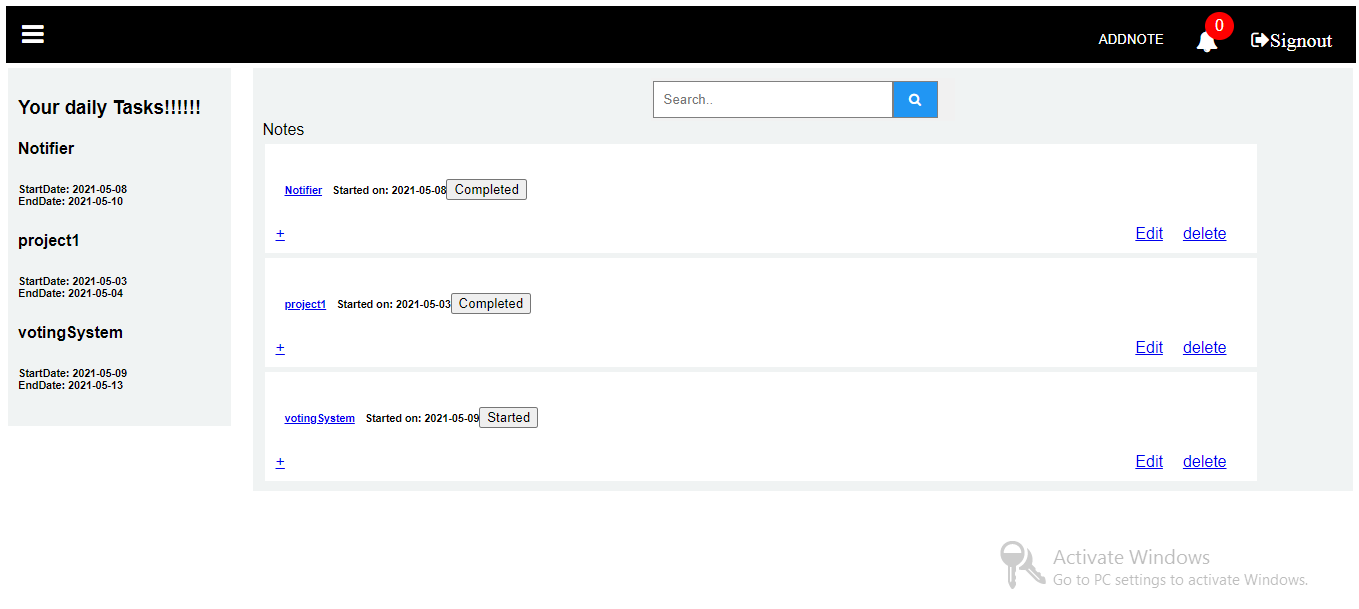 ADDNOTE 0 Signout
Your daily Tasks!!!!!!
Notifier
StartDate: 2021-05-08
EndDate: 2021-05-10
project1
StartDate: 2021-05-03
EndDate: 2021-05-04
votingSystem
StartDate: 2021-05-09
EndDate: 2021-05-13
Search..
Notes
Notifier Started on: 2021-05-08 Completed
+ Edit delete
project1 Started on: 2021-05-03 Completed
+ Edit delete
votingSystem Started on: 2021-05-09 Started
+ Edit delete
Activate Windows
Go to PC settings to activate Windows.